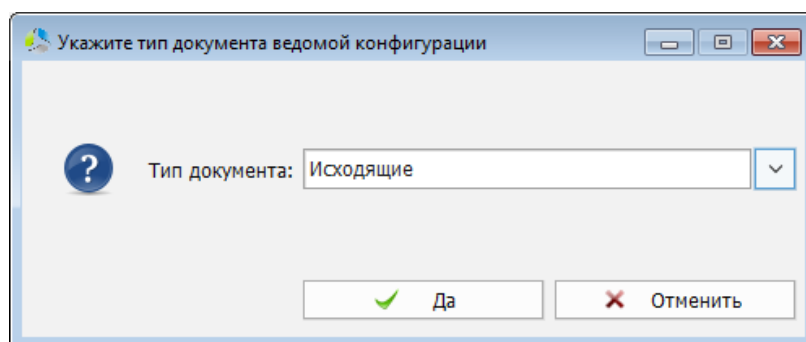 Укажите тип документа ведомой конфигурации
Тип документа: Исходящие
Да Отменить